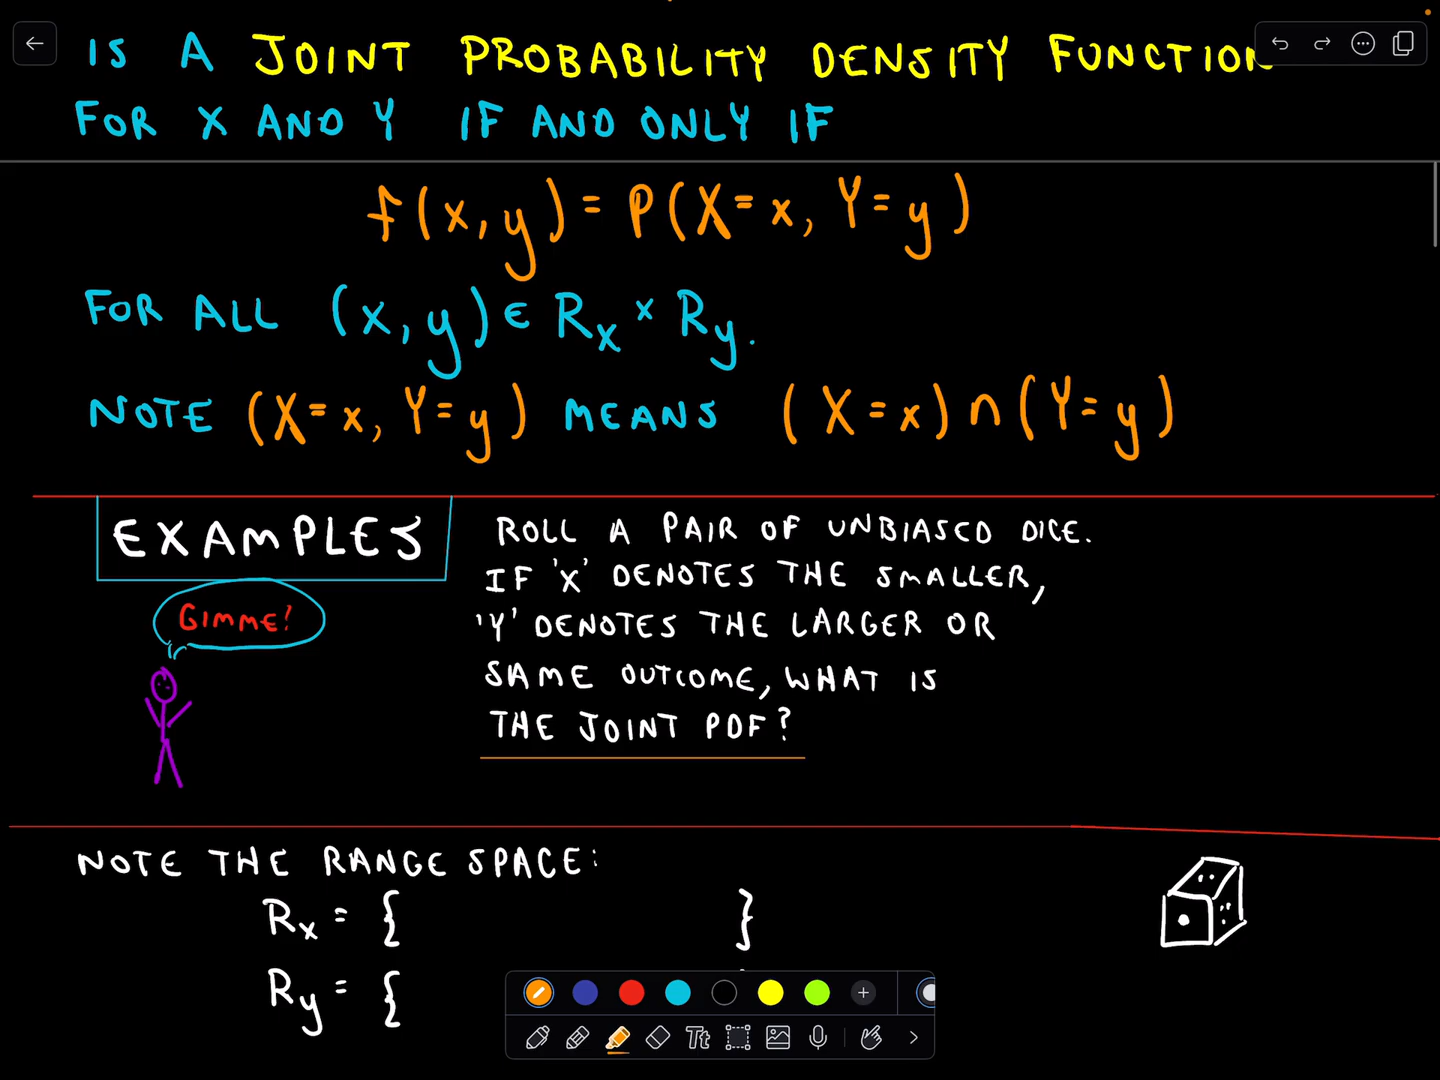 IS A JOINT PROBABILITY DENSITY FUNCTION
FOR X AND Y IF AND ONLY IF
f(x,y) = P(X=x, Y=y)
FOR ALL (x,y) ∈ Rx × Ry.
NOTE (X=x, Y=y) MEANS (X=x)∩(Y=y)
EXAMPLES
GIMME!
ROLL A PAIR OF UNBIASED DICE.
IF 'X' DENOTES THE SMALLER,
'Y' DENOTES THE LARGER OR
SAME OUTCOME, WHAT IS
THE JOINT PDF?
NOTE THE RANGE SPACE:
Rx = { }
Ry = {
Tt